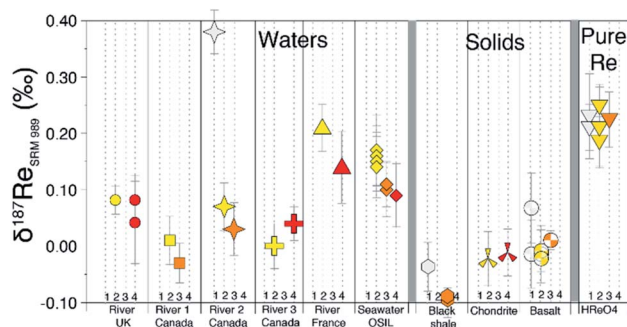 0.40
0.30
0.20
0.10
0.00
-0.10
δ187Re SRM 989 (‰)
Waters
Solids
Pure
Re
1 2 3 4 1 2 3 4 1 2 3 4 1 2 3 4 1 2 3 4 1 2 3 4 1 2 3 4 1 2 3 4 1 2 3 4 1 2 3 4
River River 1 River 2 River 3 River Seawater Black Chondrite Basalt HReO4
UK Canada Canada Canada France OSIL shale